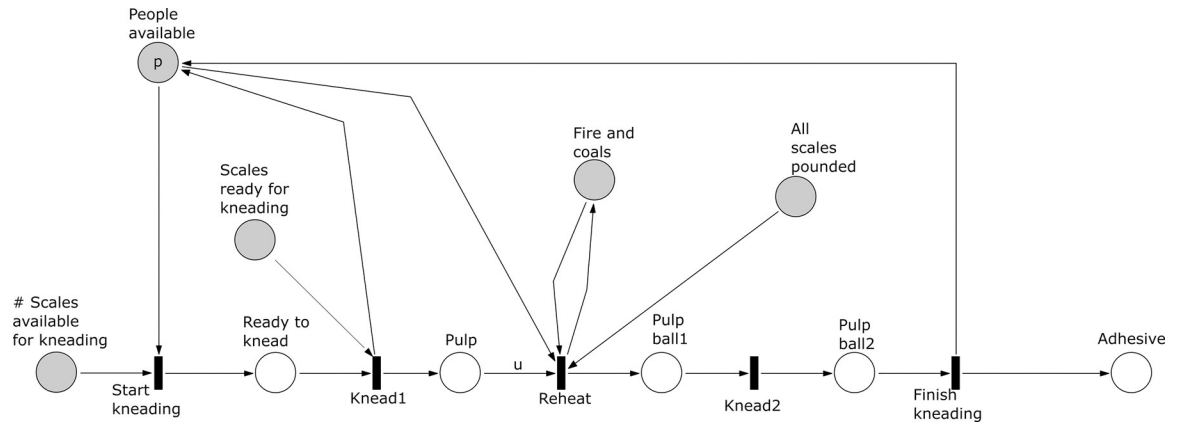 People
available
p
Fire and
coals
All
scales
pounded
Scales
ready for
kneading
# Scales
available
for kneading
Ready to
knead
Pulp
u
Pulp
ball1
Pulp
ball2
Adhesive
Start
kneading
Knead1
Reheat
Knead2
Finish
kneading